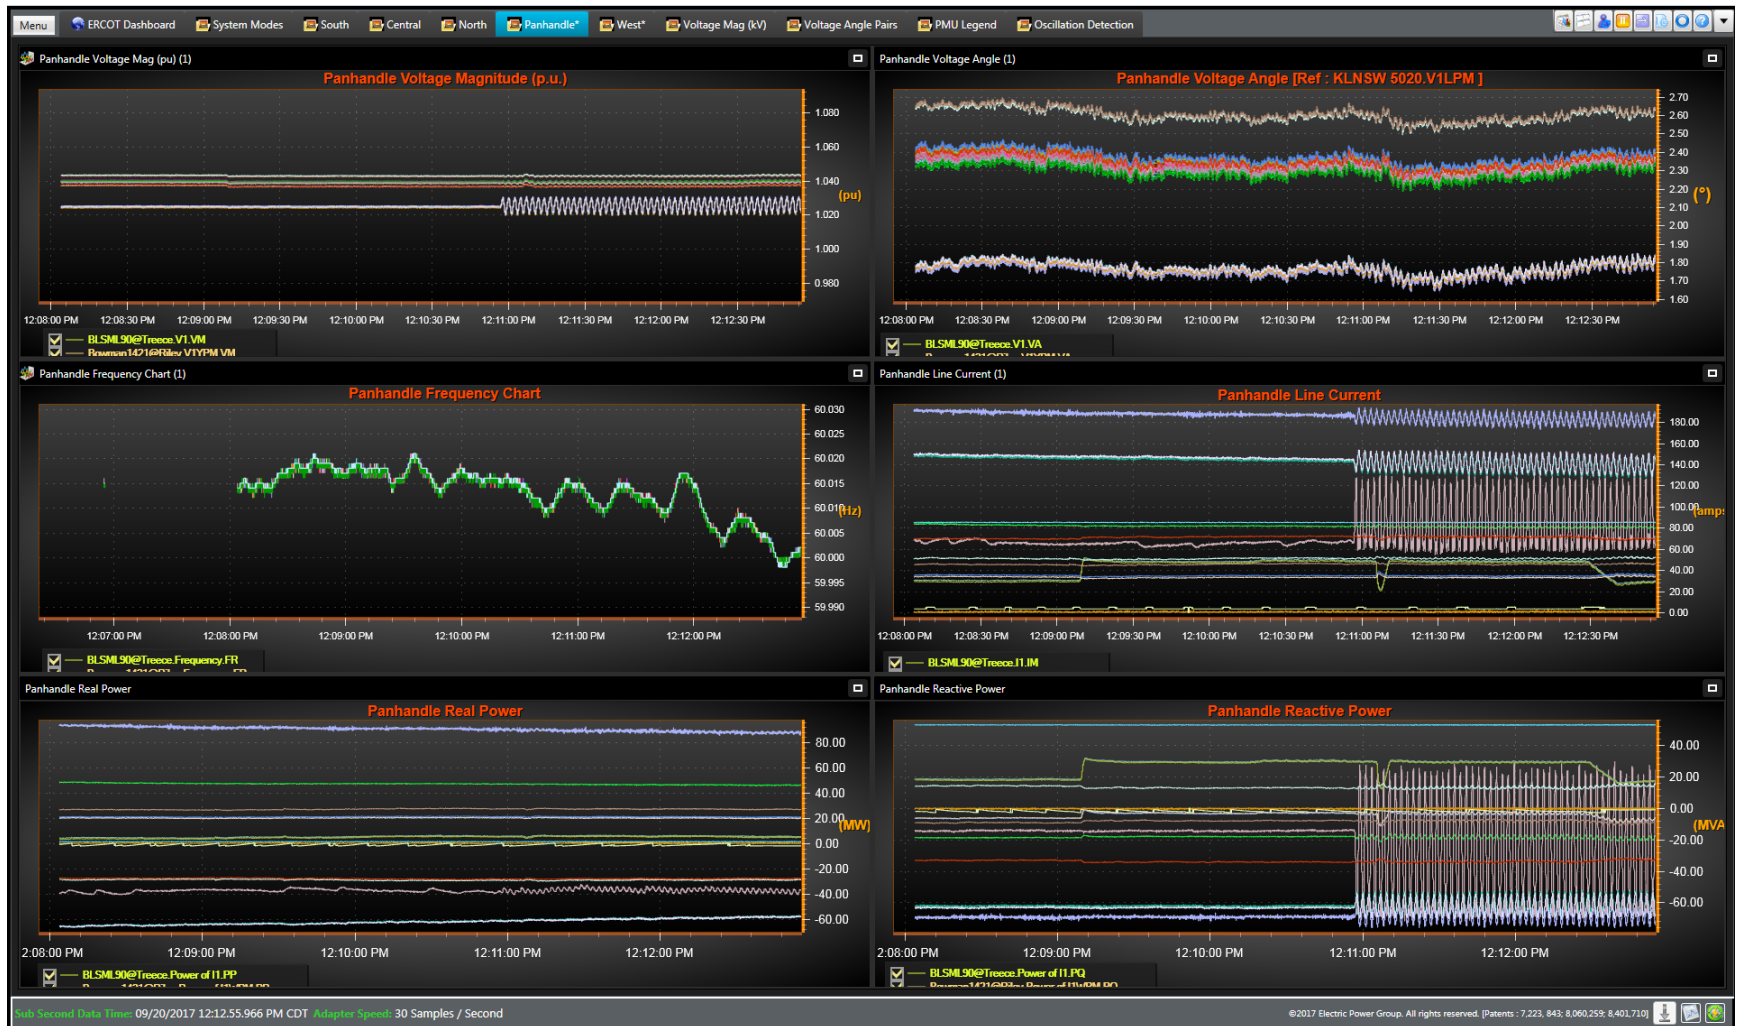 Menu ERCOT Dashboard System Modes South Central North Panhandle* West* Voltage Mag (kV) Voltage Angle Pairs PMU Legend Oscillation Detection
Panhandle Voltage Mag (pu) (1)
Panhandle Voltage Magnitude (p.u.)
1.080
1.060
1.040
(pu)
1.020
1.000
0.980
12:08:00 PM 12:08:30 PM 12:09:00 PM 12:09:30 PM 12:10:00 PM 12:10:30 PM 12:11:00 PM 12:11:30 PM 12:12:00 PM 12:12:30 PM
BLSML90@Treece.V1.VM
Bowman1421@Riley.V1YPM.VM
Panhandle Voltage Angle (1)
Panhandle Voltage Angle [Ref : KLNSW 5020.V1LPM ]
2.70
2.60
2.50
2.40
2.30
2.20
(°)
2.10
2.00
1.90
1.80
1.70
1.60
12:08:00 PM 12:08:30 PM 12:09:00 PM 12:09:30 PM 12:10:00 PM 12:10:30 PM 12:11:00 PM 12:11:30 PM 12:12:00 PM 12:12:30 PM
BLSML90@Treece.V1.VA
Panhandle Frequency Chart (1)
Panhandle Frequency Chart
60.030
60.025
60.020
60.015
60.010
(Hz)
60.005
60.000
59.995
59.990
12:07:00 PM 12:08:00 PM 12:09:00 PM 12:10:00 PM 12:11:00 PM 12:12:00 PM
BLSML90@Treece.Frequency.FR
Panhandle Line Current (1)
Panhandle Line Current
180.00
160.00
140.00
120.00
100.00
(amps
80.00
60.00
40.00
20.00
0.00
12:08:00 PM 12:08:30 PM 12:09:00 PM 12:09:30 PM 12:10:00 PM 12:10:30 PM 12:11:00 PM 12:11:30 PM 12:12:00 PM 12:12:30 PM
BLSML90@Treece.I1.IM
Panhandle Real Power
Panhandle Real Power
80.00
60.00
40.00
20.00
(MW)
0.00
-20.00
-40.00
-60.00
2:08:00 PM 12:09:00 PM 12:10:00 PM 12:11:00 PM 12:12:00 PM
BLSML90@Treece.Power of I1.PP
Panhandle Reactive Power
Panhandle Reactive Power
40.00
20.00
0.00
(MVA
-20.00
-40.00
-60.00
2:08:00 PM 12:09:00 PM 12:10:00 PM 12:11:00 PM 12:12:00 PM
BLSML90@Treece.Power of I1.PQ
Bowman1421@Riley.Power of I1WPM.PQ
Sub Second Data Time: 09/20/2017 12:12.55.966 PM CDT Adapter Speed: 30 Samples / Second
©2017 Electric Power Group. All rights reserved. [Patents : 7,223, 843; 8,060,259; 8,401,710]